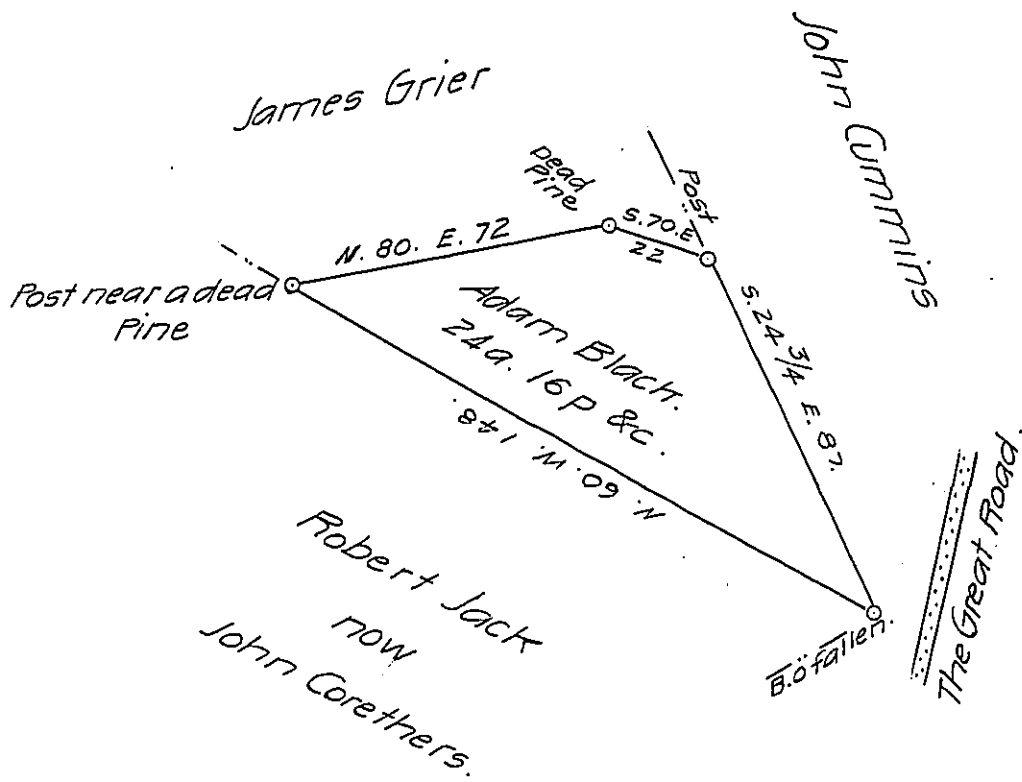 James Grier
John Cummins
Dead
Pine
Post
N. 80. E. 72
S. 70. E
22
Post near a dead
Pine
S. 24 3/4 E. 87.
Adam Black.
24a. 16p &c.
N. 60. W. 148.
The Great Road.
Robert Jack
now
John Corethers.
B. ö fallen.